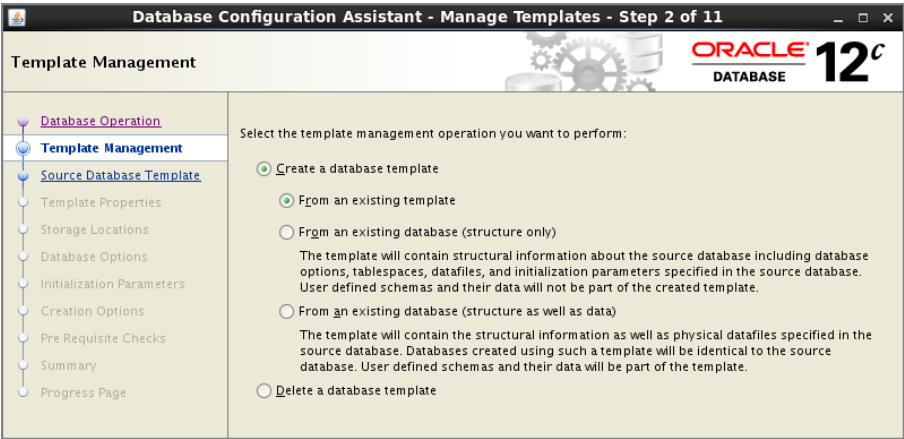 Database Configuration Assistant - Manage Templates - Step 2 of 11
Template Management
ORACLE
DATABASE
12c
Database Operation
Template Management
Source Database Template
Template Properties
Storage Locations
Database Options
Initialization Parameters
Creation Options
Pre Requisite Checks
Summary
Progress Page
Select the template management operation you want to perform:
Create a database template
From an existing template
From an existing database (structure only)
The template will contain structural information about the source database including database
options, tablespaces, datafiles, and initialization parameters specified in the source database.
User defined schemas and their data will not be part of the created template.
From an existing database (structure as well as data)
The template will contain the structural information as well as physical datafiles specified in the
source database. Databases created using such a template will be identical to the source
database. User defined schemas and their data will be part of the template.
Delete a database template